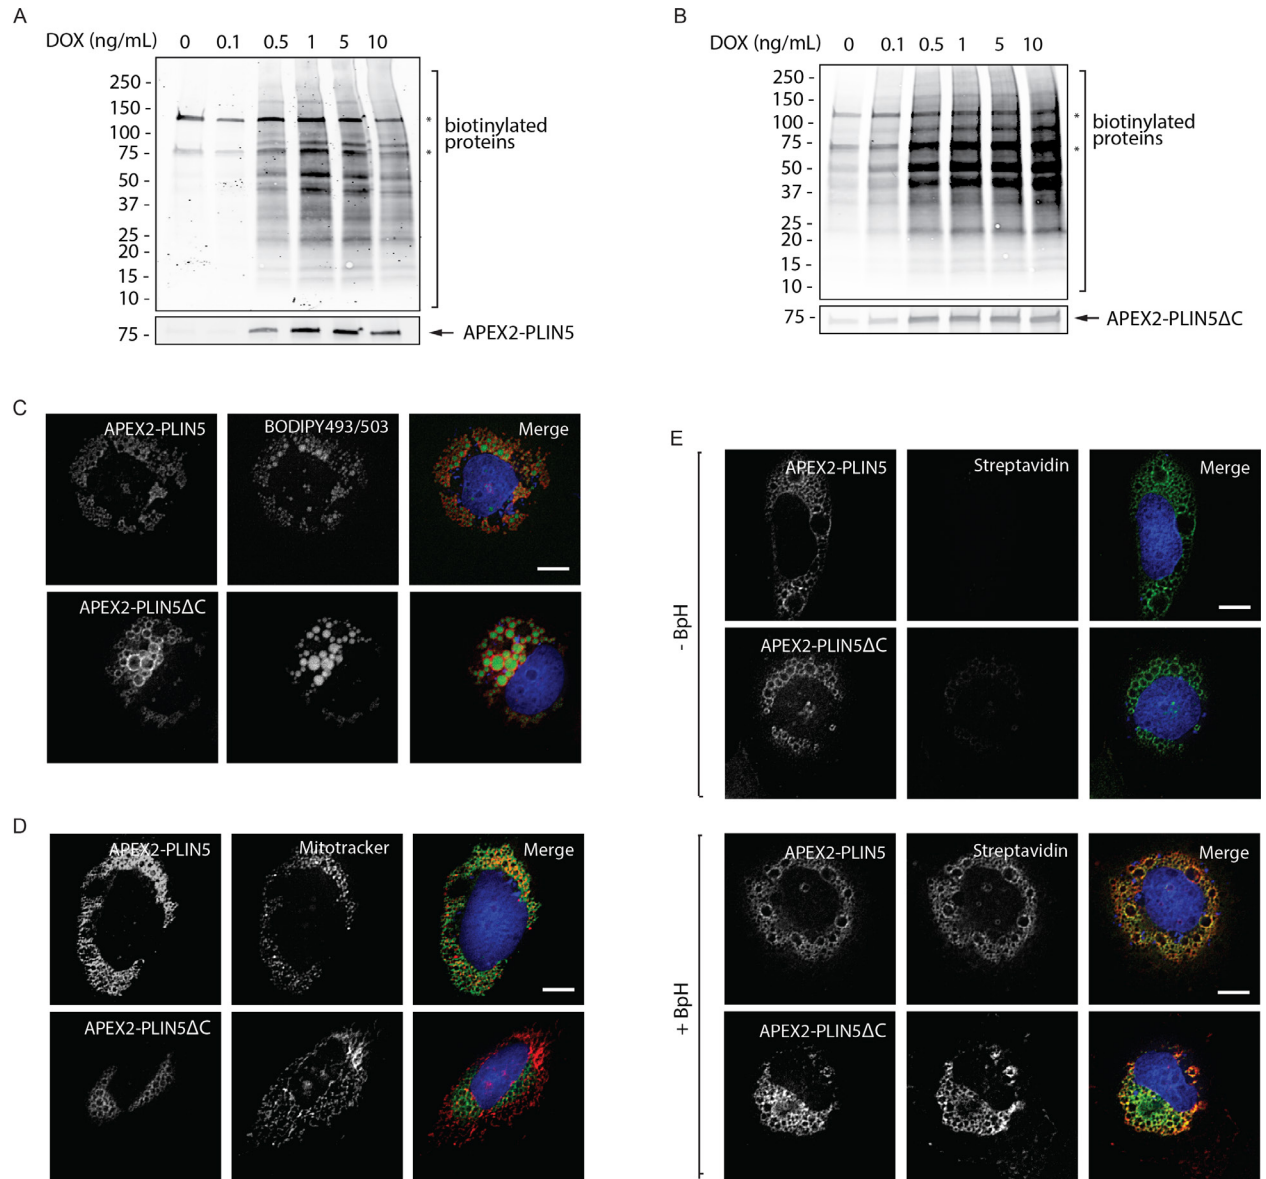 A
DOX (ng/mL) 0 0.1 0.5 1 5 10
250 -
150 -
100 -
75 -
50 -
37 -
25 -
20 -
15 -
10 -
*
*
biotinylated
proteins
75 -
APEX2-PLIN5
B
DOX (ng/mL) 0 0.1 0.5 1 5 10
250 -
150 -
100 -
75 -
50 -
37 -
25 -
20 -
15 -
10 -
*
*
biotinylated
proteins
75 -
APEX2-PLIN5ΔC
C
APEX2-PLIN5 BODIPY493/503 Merge
APEX2-PLIN5ΔC
D
APEX2-PLIN5 Mitotracker Merge
APEX2-PLIN5ΔC
E
- BpH
APEX2-PLIN5 Streptavidin Merge
APEX2-PLIN5ΔC
+ BpH
APEX2-PLIN5 Streptavidin Merge
APEX2-PLIN5ΔC